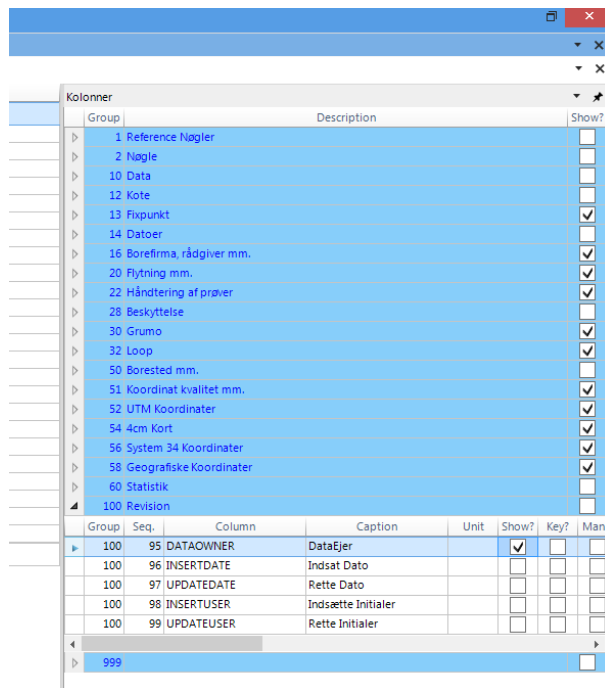 Kolonner
Group Description Show?
1 Reference Nøgler
2 Nøgle
10 Data
12 Kote
13 Fixpunkt
14 Datoer
16 Borefirma, rådgiver mm.
20 Flytning mm.
22 Håndtering af prøver
28 Beskyttelse
30 Grumo
32 Loop
50 Borested mm.
51 Koordinat kvalitet mm.
52 UTM Koordinater
54 4cm Kort
56 System 34 Koordinater
58 Geografiske Koordinater
60 Statistik
100 Revision
Group Seq. Column Caption Unit Show? Key? Man
100 95 DATAOWNER DataEjer
100 96 INSERTDATE Indsat Dato
100 97 UPDATEDATE Rette Dato
100 98 INSERTUSER Indsætte Initialer
100 99 UPDATEUSER Rette Initialer
999